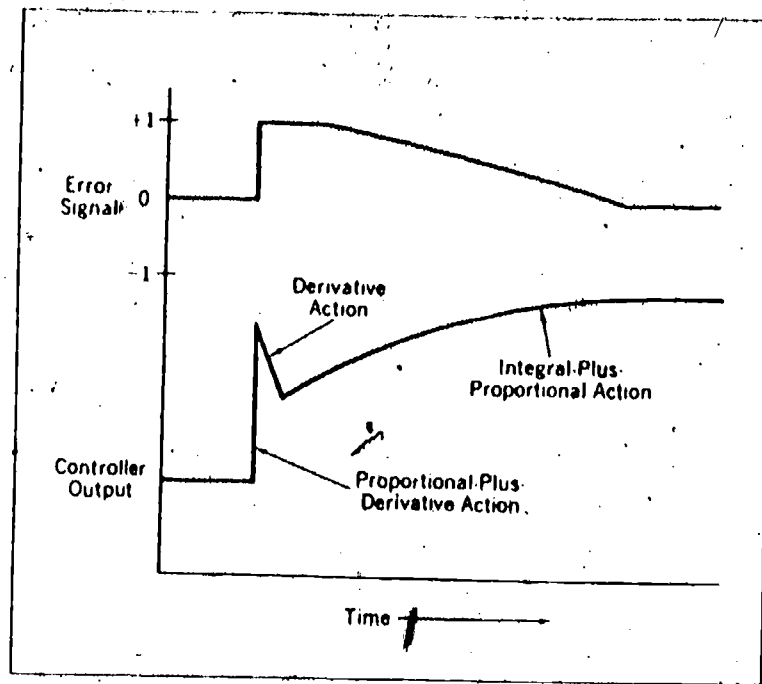 +1
Error
Signal
0
-1
Derivative
Action
Integral-Plus-
Proportional Action
Controller
Output
Proportional-Plus-
Derivative Action
Time